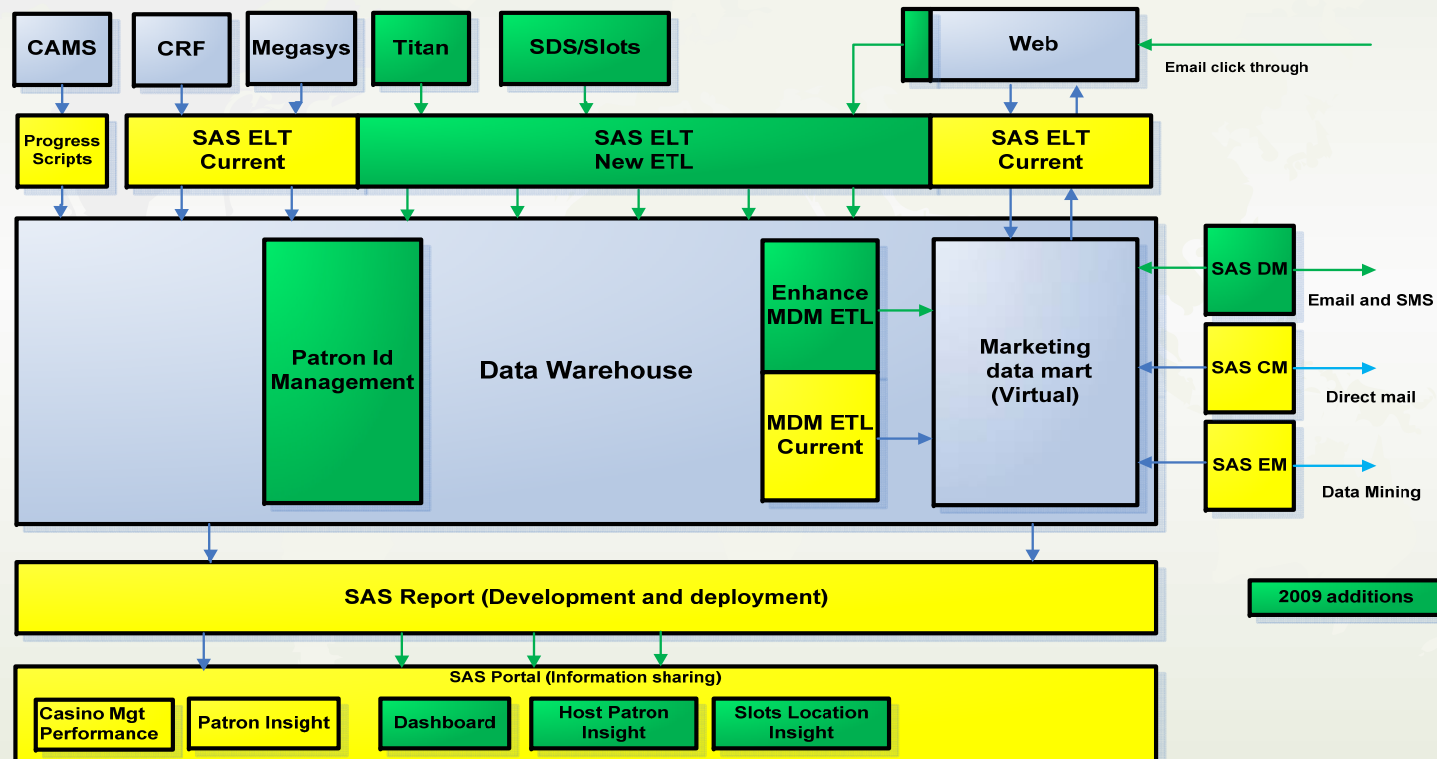 CAMS
CRF
Megasys
Titan
SDS/Slots
Web
Email click through
Progress
Scripts
SAS ELT
Current
SAS ELT
New ETL
SAS ELT
Current
Patron Id
Management
Data Warehouse
Enhance
MDM ETL
MDM ETL
Current
Marketing
data mart
(Virtual)
SAS DM
Email and SMS
SAS CM
Direct mail
SAS EM
Data Mining
SAS Report (Development and deployment)
2009 additions
SAS Portal (Information sharing)
Casino Mgt
Performance
Patron Insight
Dashboard
Host Patron
Insight
Slots Location
Insight